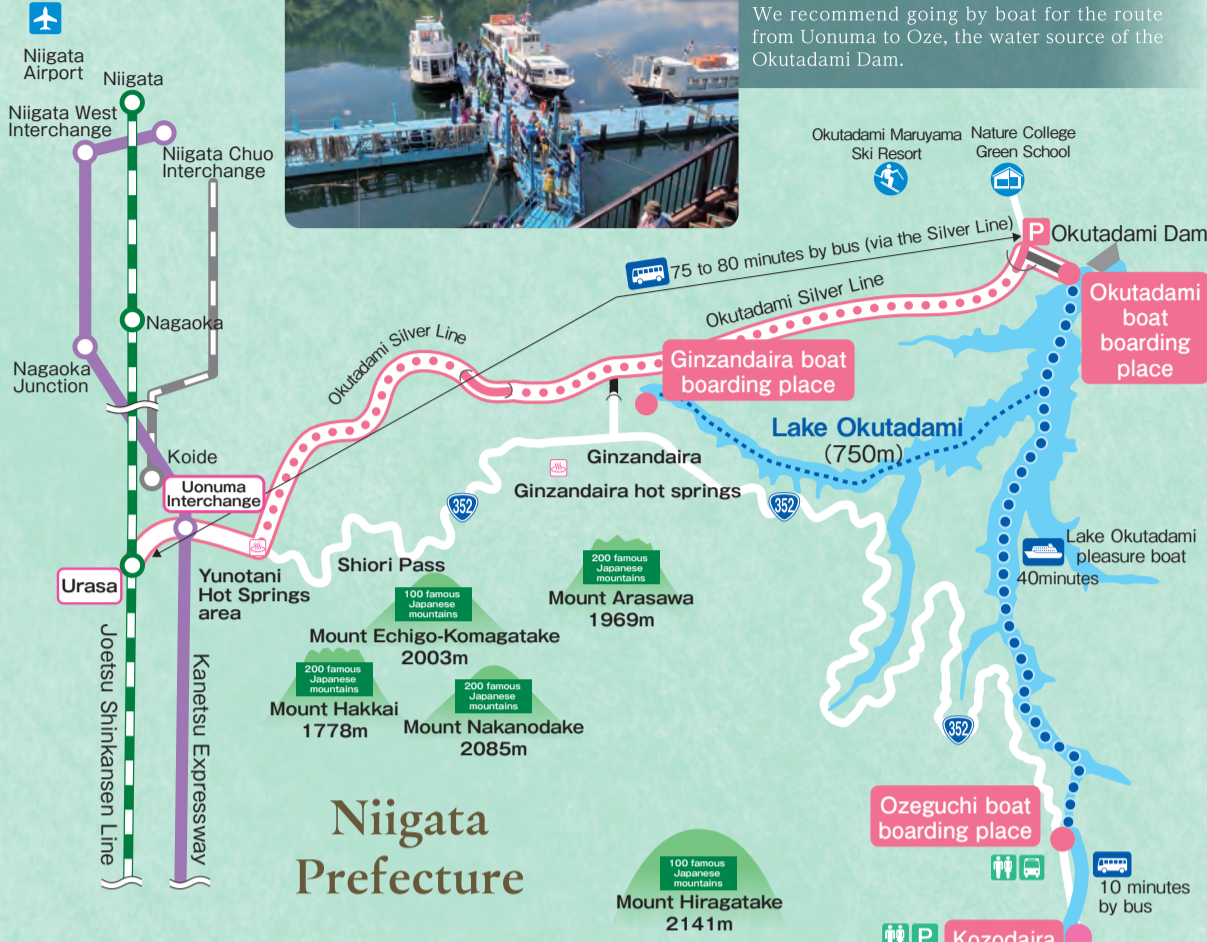 We recommend going by boat for the route
from Uonuma to Oze, the water source of the
Okutadami Dam.
Niigata
Airport
Niigata
Niigata West
Interchange
Niigata Chuo
Interchange
Okutadami Maruyama
Ski Resort
Nature College
Green School
P
Okutadami Dam
75 to 80 minutes by bus (via the Silver Line)
Okutadami Silver Line
Okutadami
boat
boarding
place
Nagaoka
Nagaoka
Junction
Okutadami Silver Line
Ginzandaira boat
boarding place
Lake Okutadami
(750m)
Koide
Uonuma
Interchange
Ginzandaira
Ginzandaira hot springs
352
352
Urasa
Yunotani
Hot Springs
area
Shiori Pass
100 famous
Japanese
mountains
Mount Echigo-Komagatake
2003m
200 famous
Japanese
mountains
Mount Arasawa
1969m
Lake Okutadami
pleasure boat
40minutes
200 famous
Japanese
mountains
Mount Hakkai
1778m
200 famous
Japanese
mountains
Mount Nakanodake
2085m
352
Joetsu Shinkansen Line
Kanetsu Expressway
Niigata
Prefecture
Ozeguchi boat
boarding place
100 famous
Japanese
mountains
Mount Hiragatake
2141m
10 minutes
by bus
P
Kozodaira